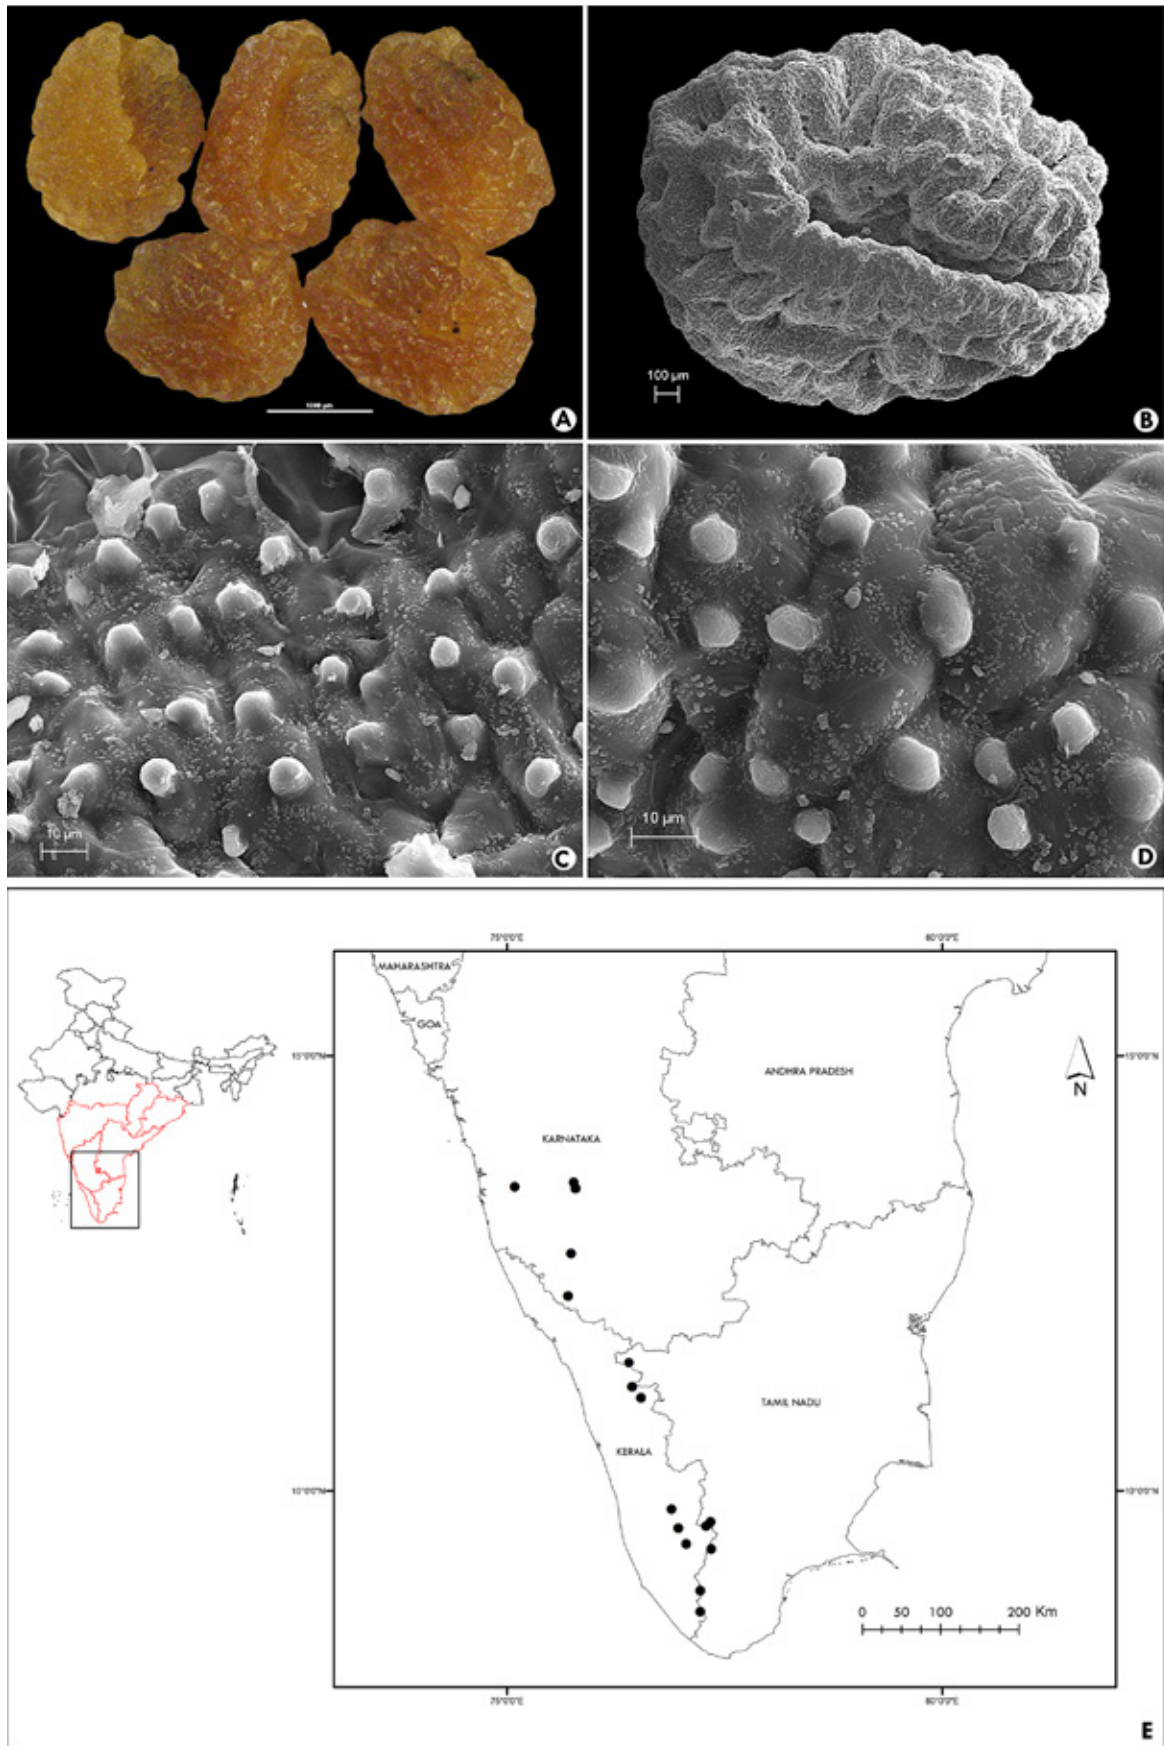 1000 µm
A
100 µm
B
10 µm
C
10 µm
D
75°0'0"E
80°0'0"E
MAHARASHTRA
GOA
15°0'0"N
15°0'0"N
ANDHRA PRADESH
N
KARNATAKA
TAMIL NADU
KERALA
10°0'0"N
10°0'0"N
0 50 100 200 Km
75°0'0"E
80°0'0"E
E